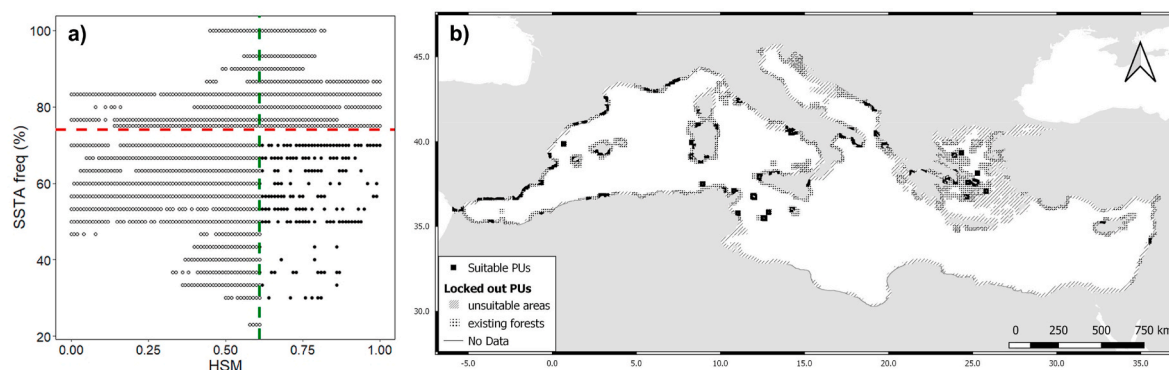 a)
100
80
60
40
20
SSTA freq (%)
0.00 0.25 0.50 0.75 1.00
HSM
b)
45.0
40.0
35.0
30.0
Suitable PUs
Locked out PUs
unsuitable areas
existing forests
No Data
-5.0 0.0 5.0 10.0 15.0 20.0 25.0 30.0 35.0
0 250 500 750 km